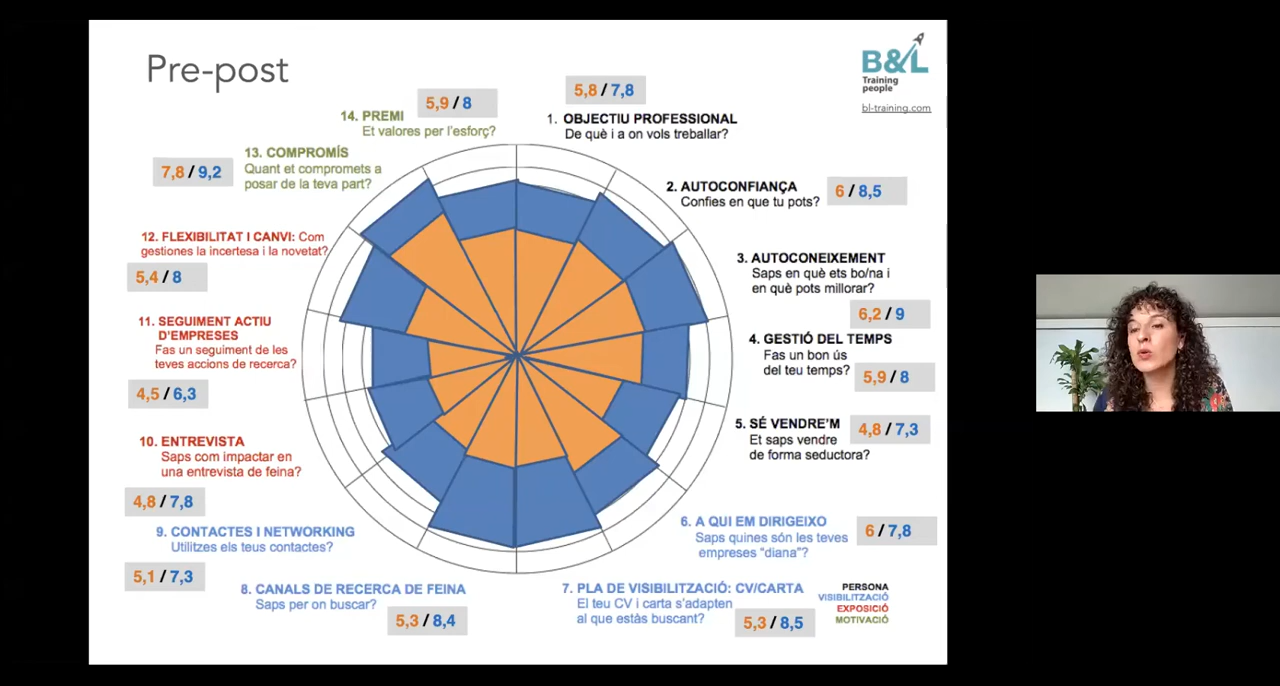 Pre-post
B&L
Training
people
bl-training.com
5,8 / 7,8
1. OBJECTIU PROFESSIONAL
De què i a on vols treballar?
2. AUTOCONFIANÇA
Confies en que tu pots?
6 / 8,5
3. AUTOCONEIXEMENT
Saps en què ets bo/na i
en què pots millorar?
6,2 / 9
4. GESTIÓ DEL TEMPS
Fas un bon ús
del teu temps?
5,9 / 8
5. SÉ VENDRE’M
Et saps vendre
de forma seductora?
4,8 / 7,3
6. A QUI EM DIRIGEIXO
Saps quines són les teves
empreses “diana”?
6 / 7,8
7. PLA DE VISIBILITZACIÓ: CV/CARTA
El teu CV i carta s’adapten
al que estàs buscant?
5,3 / 8,5
8. CANALS DE RECERCA DE FEINA
Saps per on buscar?
5,3 / 8,4
9. CONTACTES I NETWORKING
Utilitzes els teus contactes?
5,1 / 7,3
10. ENTREVISTA
Saps com impactar en
una entrevista de feina?
4,8 / 7,8
11. SEGUIMENT ACTIU
D’EMPRESES
Fas un seguiment de les
teves accions de recerca?
4,5 / 6,3
12. FLEXIBILITAT I CANVI: Com
gestiones la incertesa i la novetat?
5,4 / 8
13. COMPROMÍS
Quant et compromets a
posar de la teva part?
7,8 / 9,2
14. PREMI
Et valores per l’esforç?
5,9 / 8
PERSONA
VISIBILITZACIÓ
EXPOSICIÓ
MOTIVACIÓ